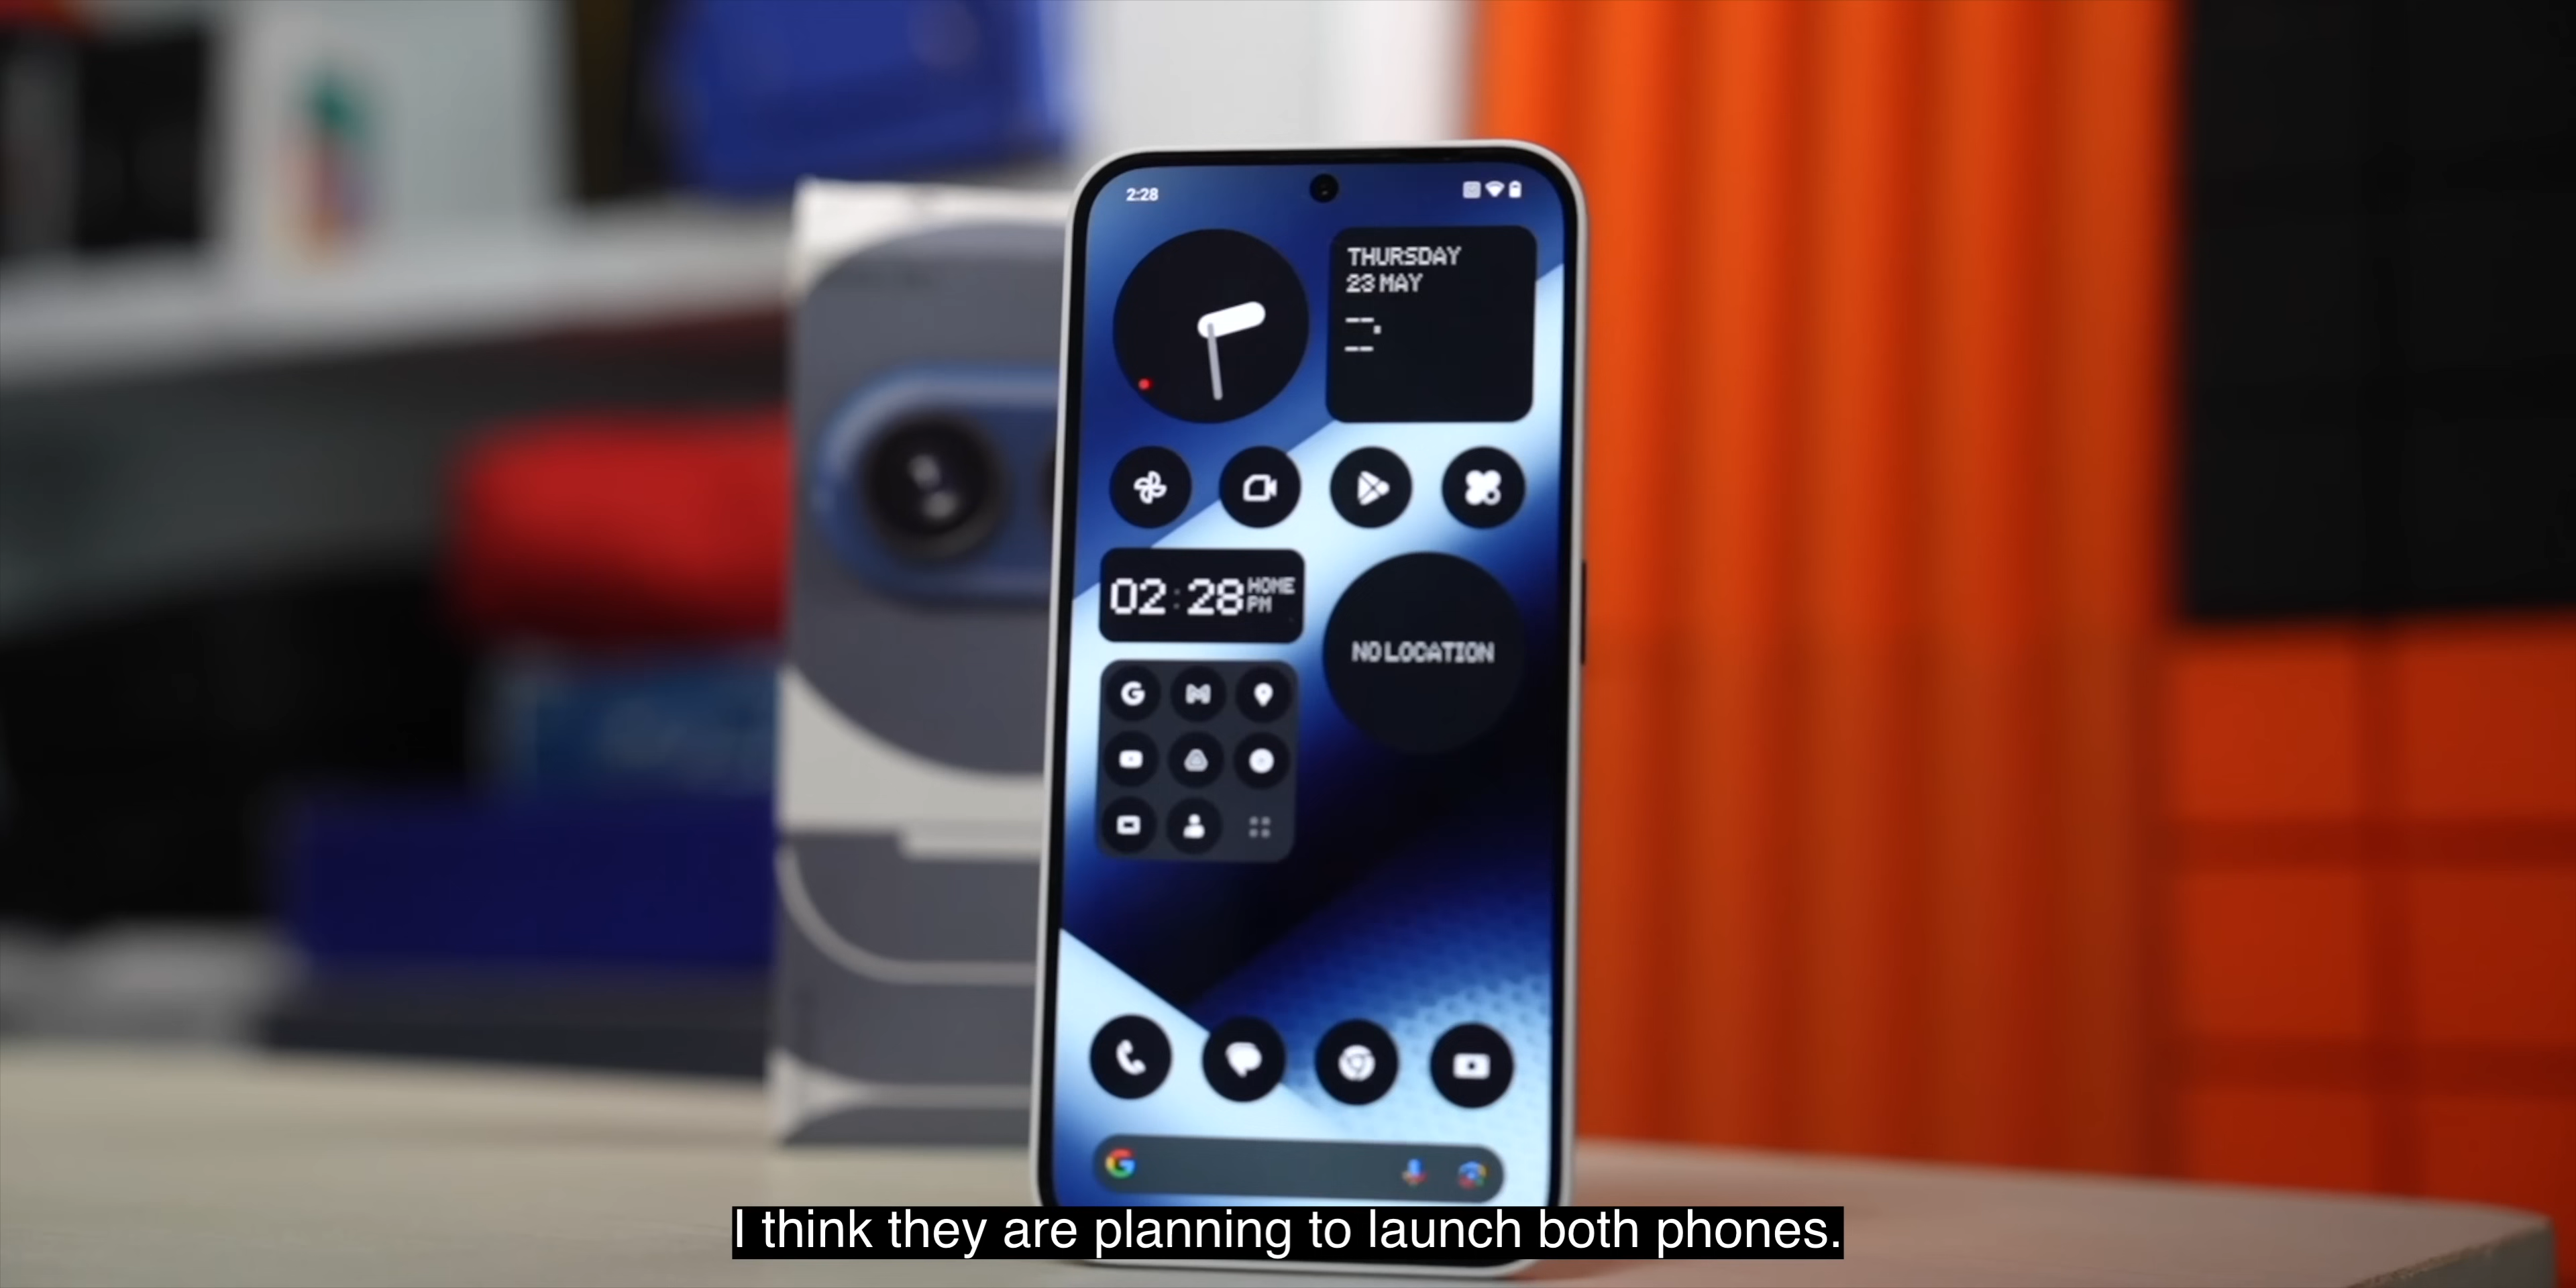 2:28
THURSDAY
23 MAY
02:28 HOME
PM
NO LOCATION
I think they are planning to launch both phones.